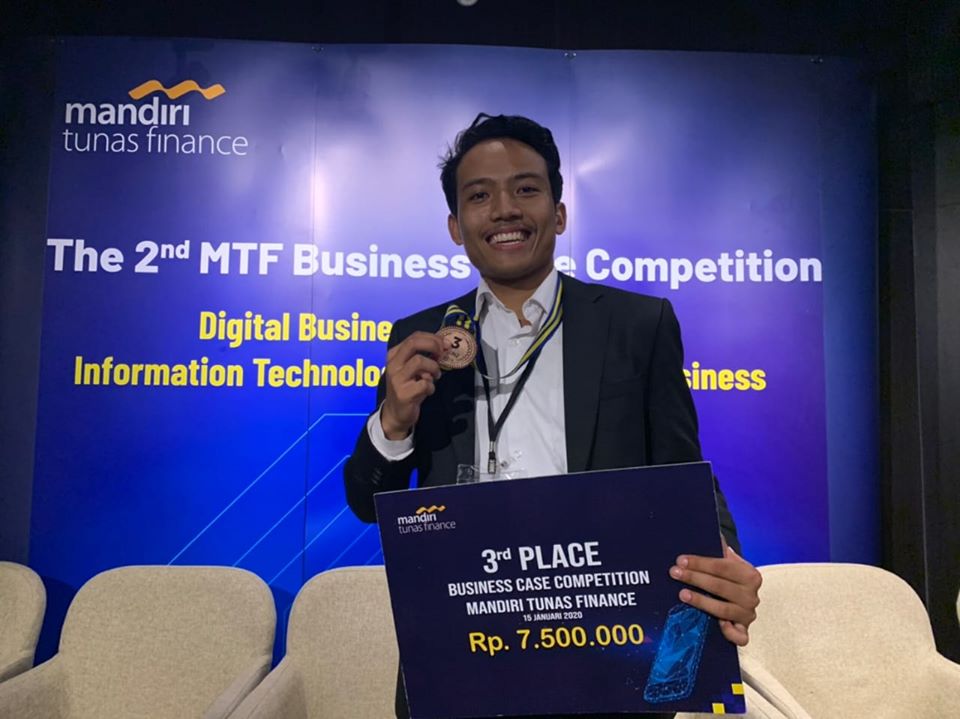 mandiri
tunas finance
The 2nd MTF Business Competition
Digital Busine
Information Technolo siness
3
mandiri
tunas finance
3rd PLACE
BUSINESS CASE COMPETITION
MANDIRI TUNAS FINANCE
15 JANUARI 2020
Rp. 7.500.000